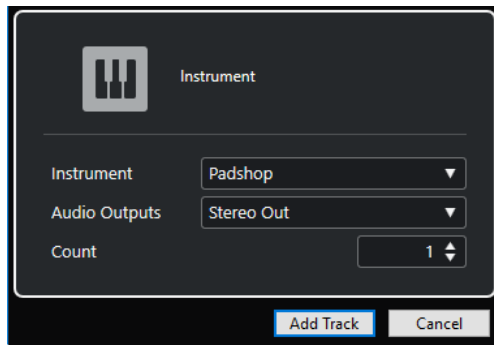 Instrument
Instrument Padshop
Audio Outputs Stereo Out
Count 1
Add Track Cancel